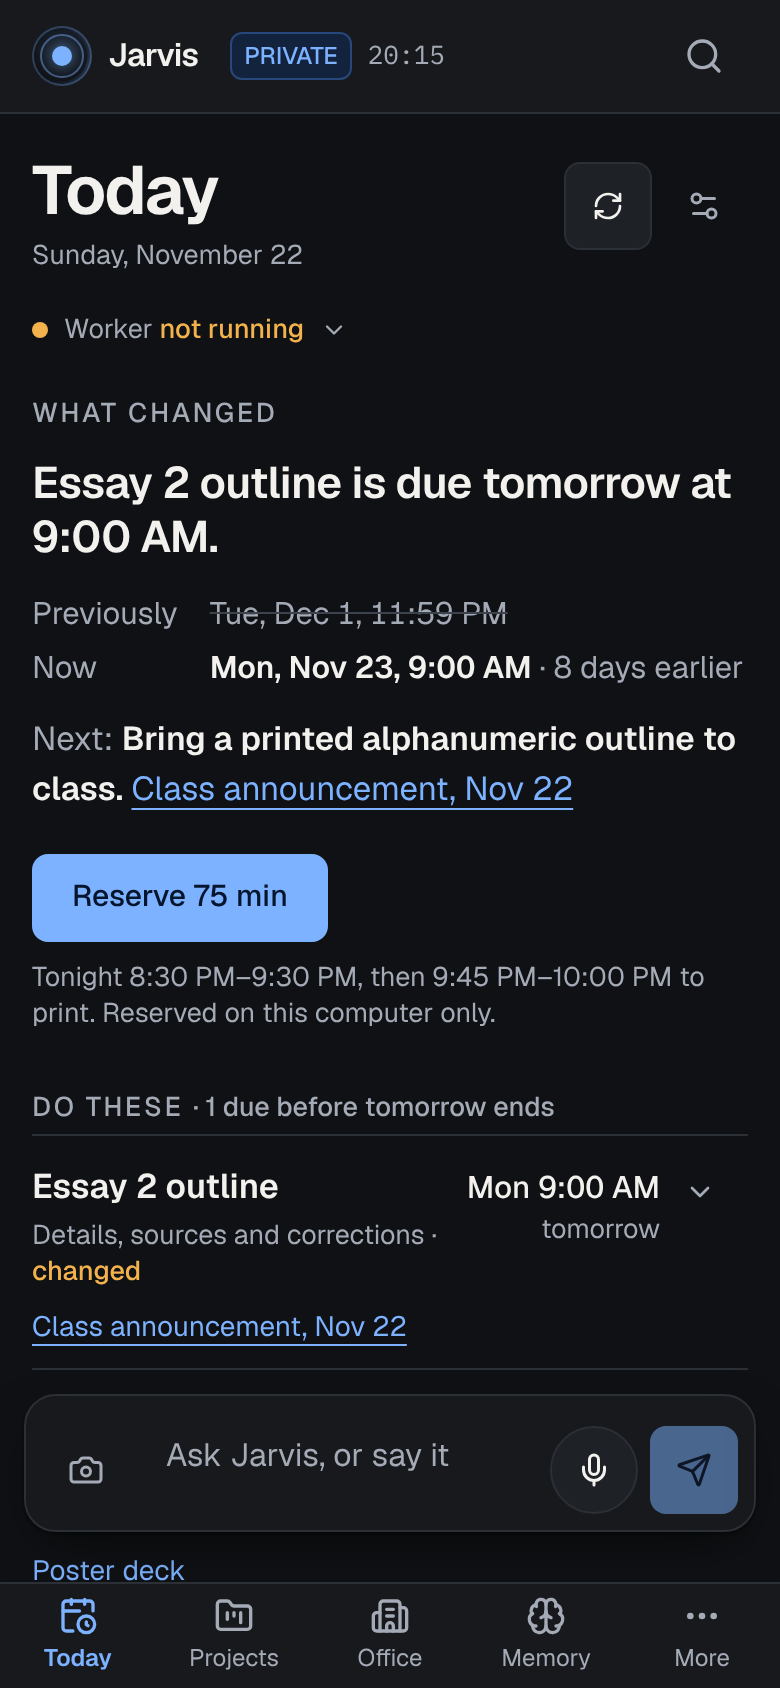 Jarvis PRIVATE 20:15
Today
Sunday, November 22
Worker not running
WHAT CHANGED
Essay 2 outline is due tomorrow at
9:00 AM.
Previously Tue, Dec 1, 11:59 PM
Now Mon, Nov 23, 9:00 AM · 8 days earlier
Next: Bring a printed alphanumeric outline to
class. Class announcement, Nov 22
Reserve 75 min
Tonight 8:30 PM–9:30 PM, then 9:45 PM–10:00 PM to
print. Reserved on this computer only.
DO THESE · 1 due before tomorrow ends
Essay 2 outline Mon 9:00 AM
Details, sources and corrections · tomorrow
changed
Class announcement, Nov 22
Ask Jarvis, or say it
Poster deck
Today Projects Office Memory More